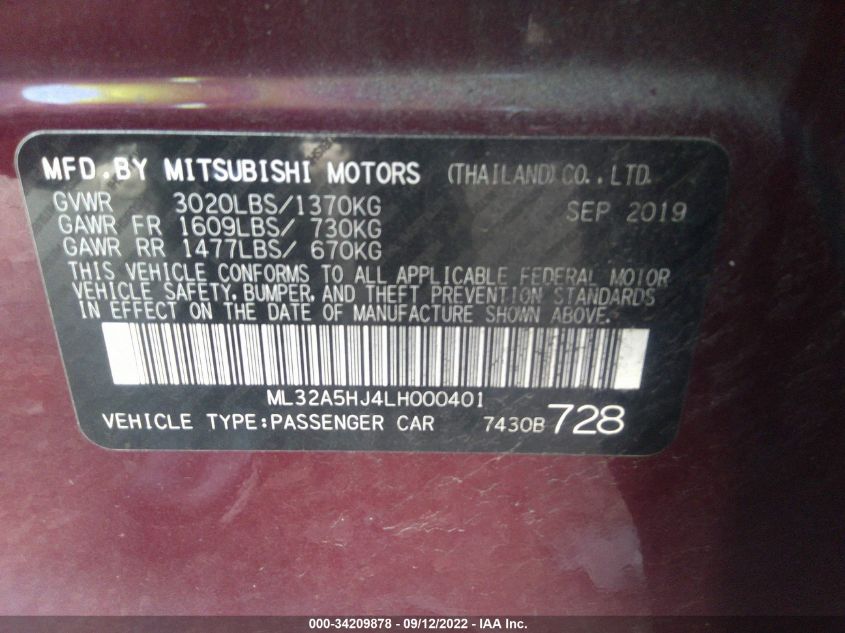 MFD.BY MITSUBISHI MOTORS (THAILAND) CO.,LTD.
GVWR 3020LBS/1370KG SEP 2019
GAWR FR 1609LBS/ 730KG
GAWR RR 1477LBS/ 670KG
THIS VEHICLE CONFORMS TO ALL APPLICABLE FEDERAL MOTOR
VEHICLE SAFETY, BUMPER, AND THEFT PREVENTION STANDARDS
IN EFFECT ON THE DATE OF MANUFACTURE SHOWN ABOVE.
ML32A5HJ4LH000401
VEHICLE TYPE:PASSENGER CAR 7430B 728
000-34209878 - 09/12/2022 - IAA Inc.